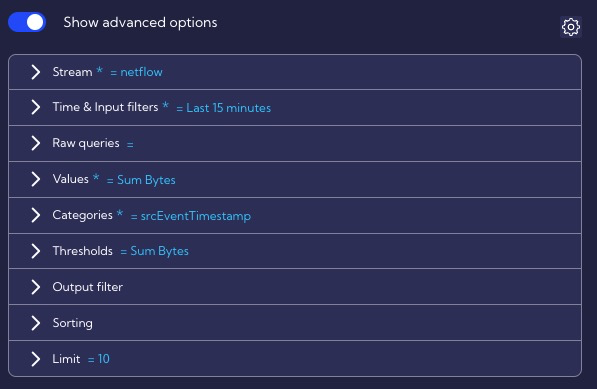 Show advanced options
Stream * = netflow
Time & Input filters * = Last 15 minutes
Raw queries =
Values * = Sum Bytes
Categories * = srcEventTimestamp
Thresholds = Sum Bytes
Output filter
Sorting
Limit = 10